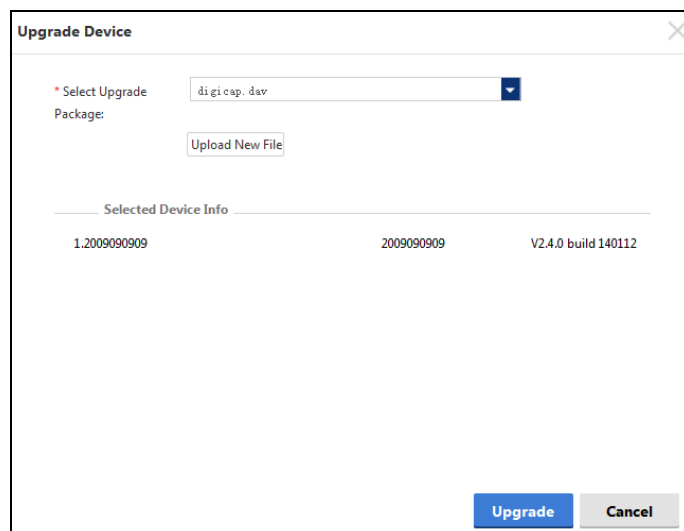 Upgrade Device
* Select Upgrade Package:
digicap.dav
Upload New File
Selected Device Info
1.2009090909 2009090909 V2.4.0 build 140112
Upgrade Cancel